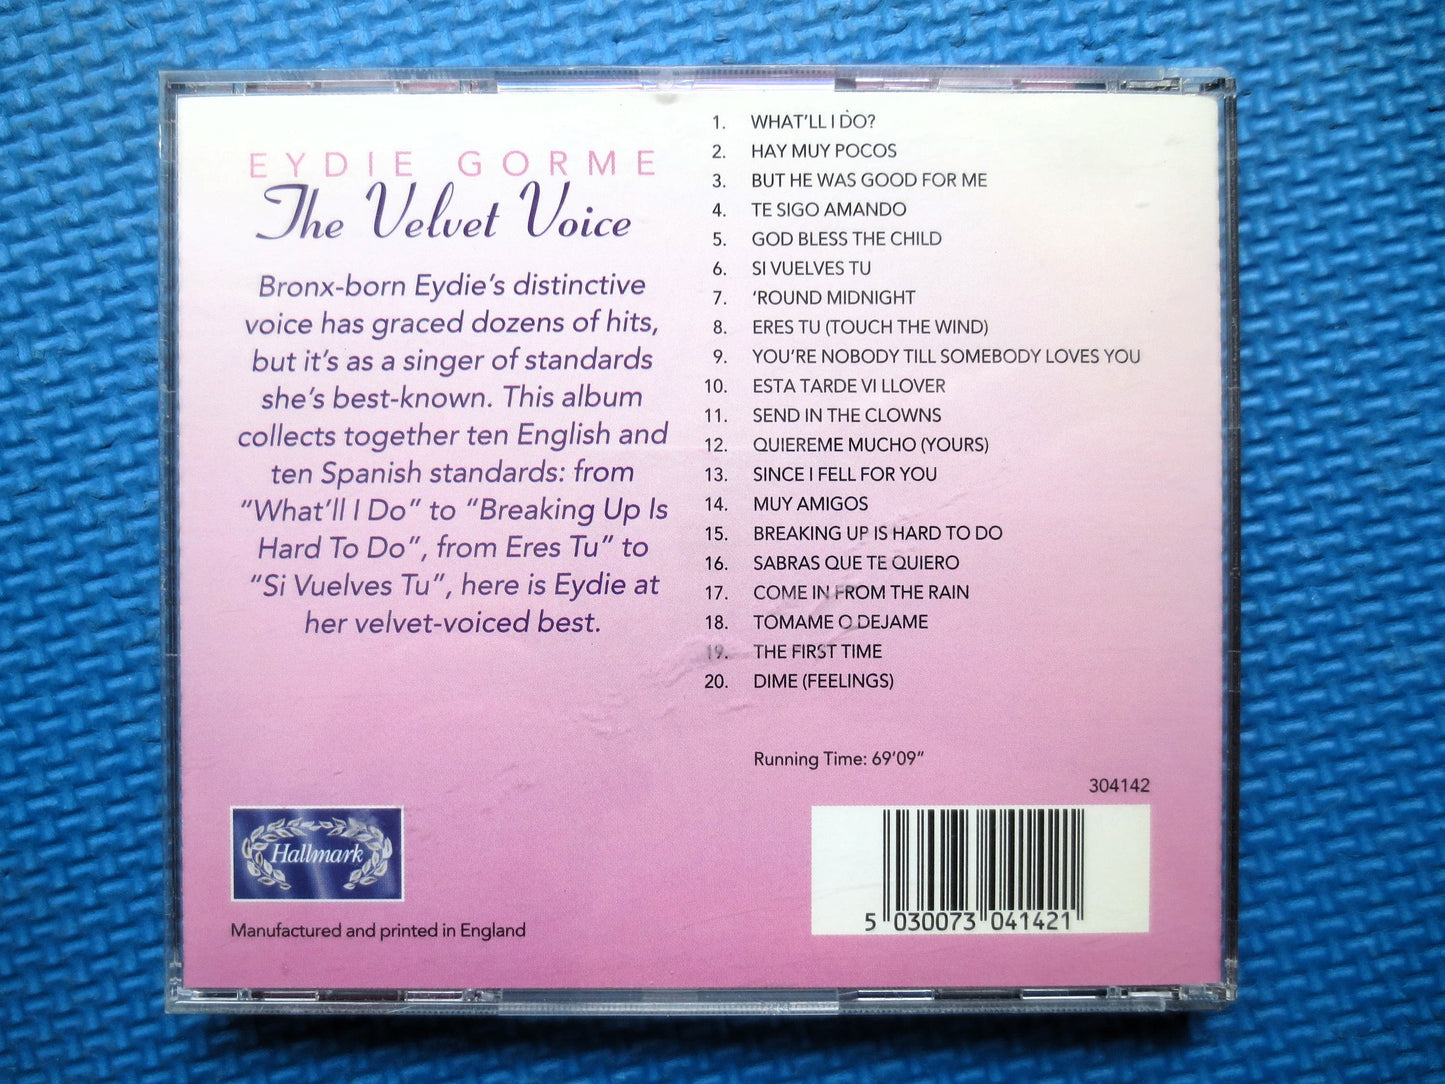 EYDIE GORME
The Velvet Voice
Bronx-born Eydie's distinctive
voice has graced dozens of hits,
but it's as a singer of standards
she's best-known. This album
collects together ten English and
ten Spanish standards: from
"What'll I Do" to "Breaking Up Is
Hard To Do", from Eres Tu" to
"Si Vuelves Tu", here is Eydie at
her velvet-voiced best.
1. WHAT'LL I DO?
2. HAY MUY POCOS
3. BUT HE WAS GOOD FOR ME
4. TE SIGO AMANDO
5. GOD BLESS THE CHILD
6. SI VUELVES TU
7. 'ROUND MIDNIGHT
8. ERES TU (TOUCH THE WIND)
9. YOU'RE NOBODY TILL SOMEBODY LOVES YOU
10. ESTA TARDE VI LLOVER
11. SEND IN THE CLOWNS
12. QUIEREME MUCHO (YOURS)
13. SINCE I FELL FOR YOU
14. MUY AMIGOS
15. BREAKING UP IS HARD TO DO
16. SABRAS QUE TE QUIERO
17. COME IN FROM THE RAIN
18. TOMAME O DEJAME
19. THE FIRST TIME
20. DIME (FEELINGS)
Running Time: 69'09"
304142
5 030073 041421
Hallmark
Manufactured and printed in England